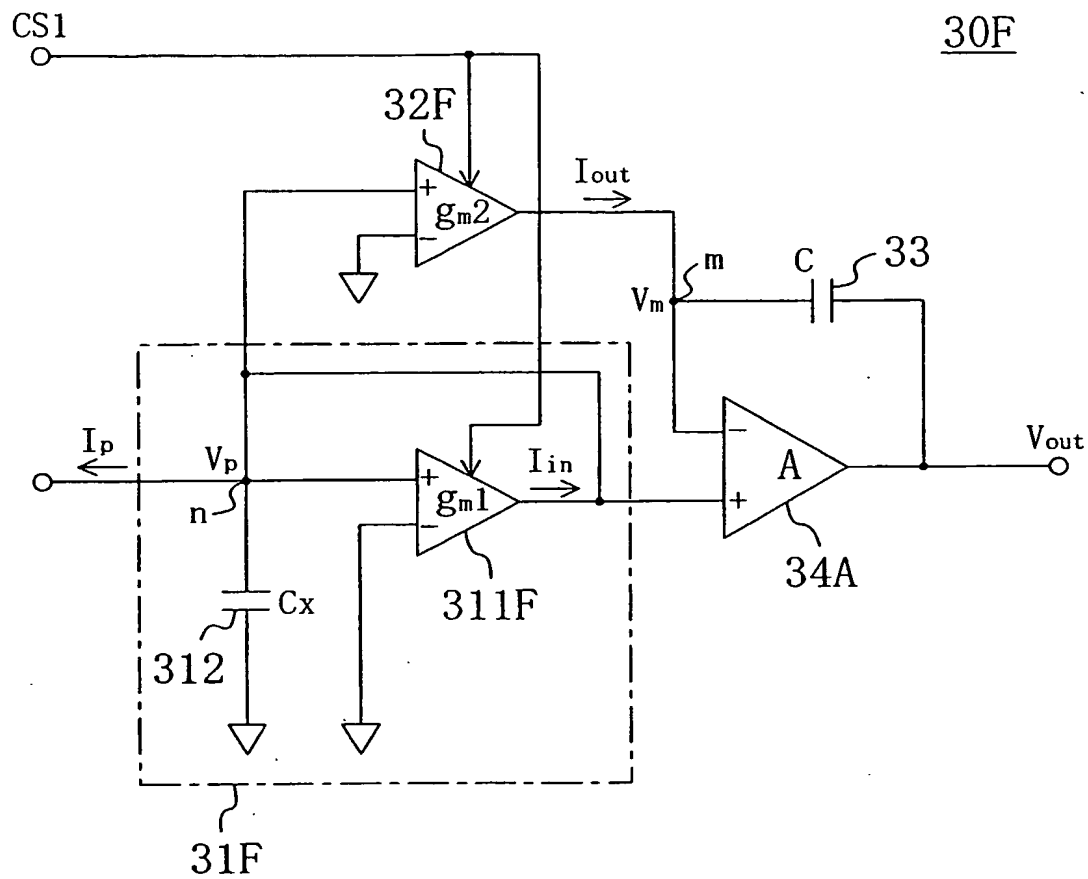 CS1
30F
32F
+
gm2
−
Iout
m
C
33
Vm
Ip
Vp
n
+
gm1
−
Iin
−
A
+
Vout
34A
311F
Cx
312
31F